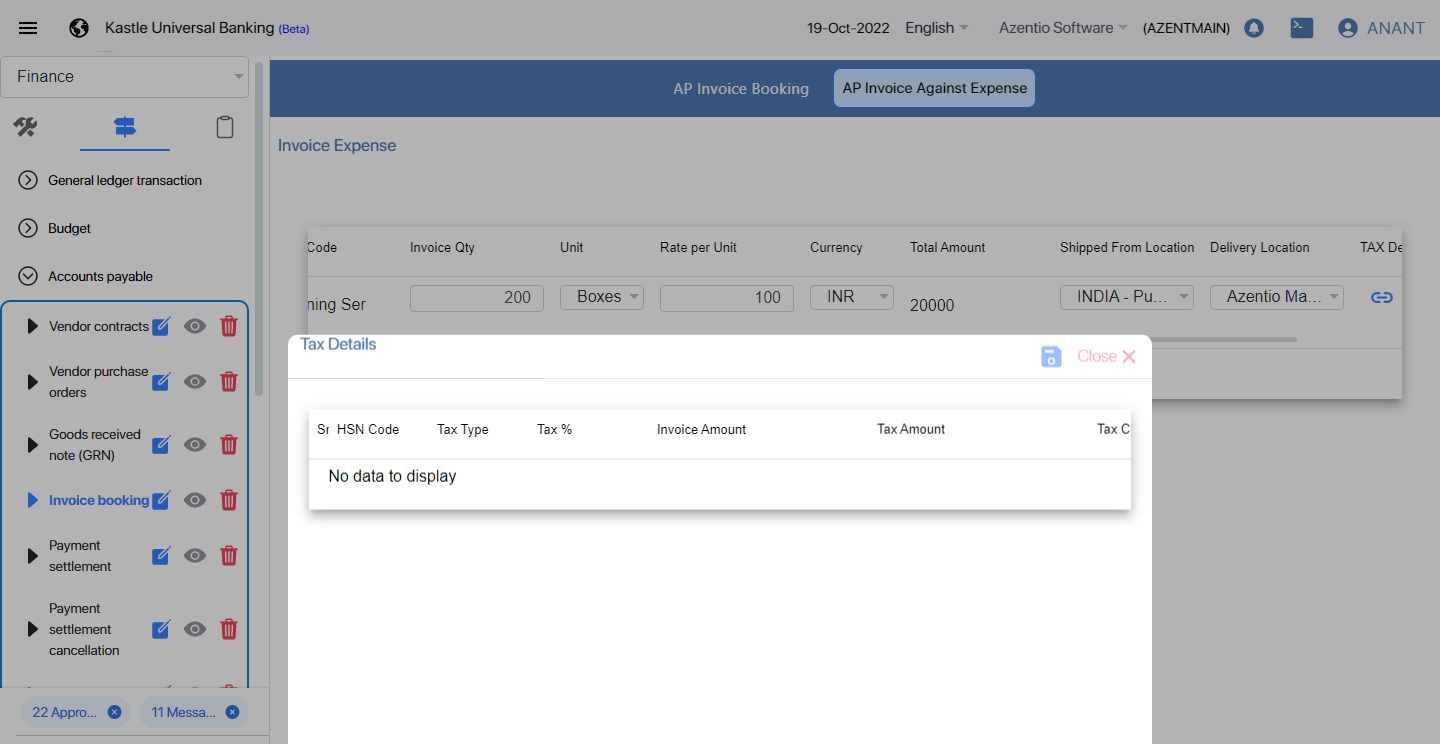 Kastle Universal Banking (Beta)
19-Oct-2022 English Azentio Software (AZENTMAIN) ANANT
Finance
General ledger transaction
Budget
Accounts payable
Vendor contracts
Vendor purchase
orders
Goods received
note (GRN)
Invoice booking
Payment
settlement
Payment
settlement
cancellation
22 Appro...
11 Messa...
AP Invoice Booking
AP Invoice Against Expense
Invoice Expense
Code Invoice Qty Unit Rate per Unit Currency Total Amount Shipped From Location Delivery Location TAX De
ning Ser 200 Boxes 100 INR 20000 INDIA - Pu... Azentio Ma...
Tax Details
Close
Sr HSN Code Tax Type Tax % Invoice Amount Tax Amount Tax C
No data to display